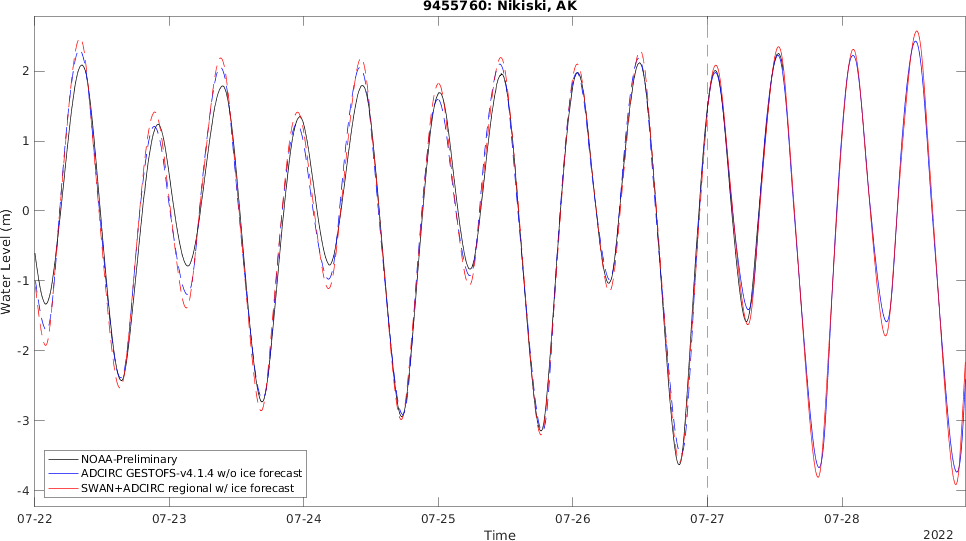 9455760: Nikiski, AK
Water Level (m)
2
1
0
-1
-2
-3
-4
NOAA-Preliminary
ADCIRC GESTOFS-v4.1.4 w/o ice forecast
SWAN+ADCIRC regional w/ ice forecast
07-22 07-23 07-24 07-25 07-26 07-27 07-28
Time
2022